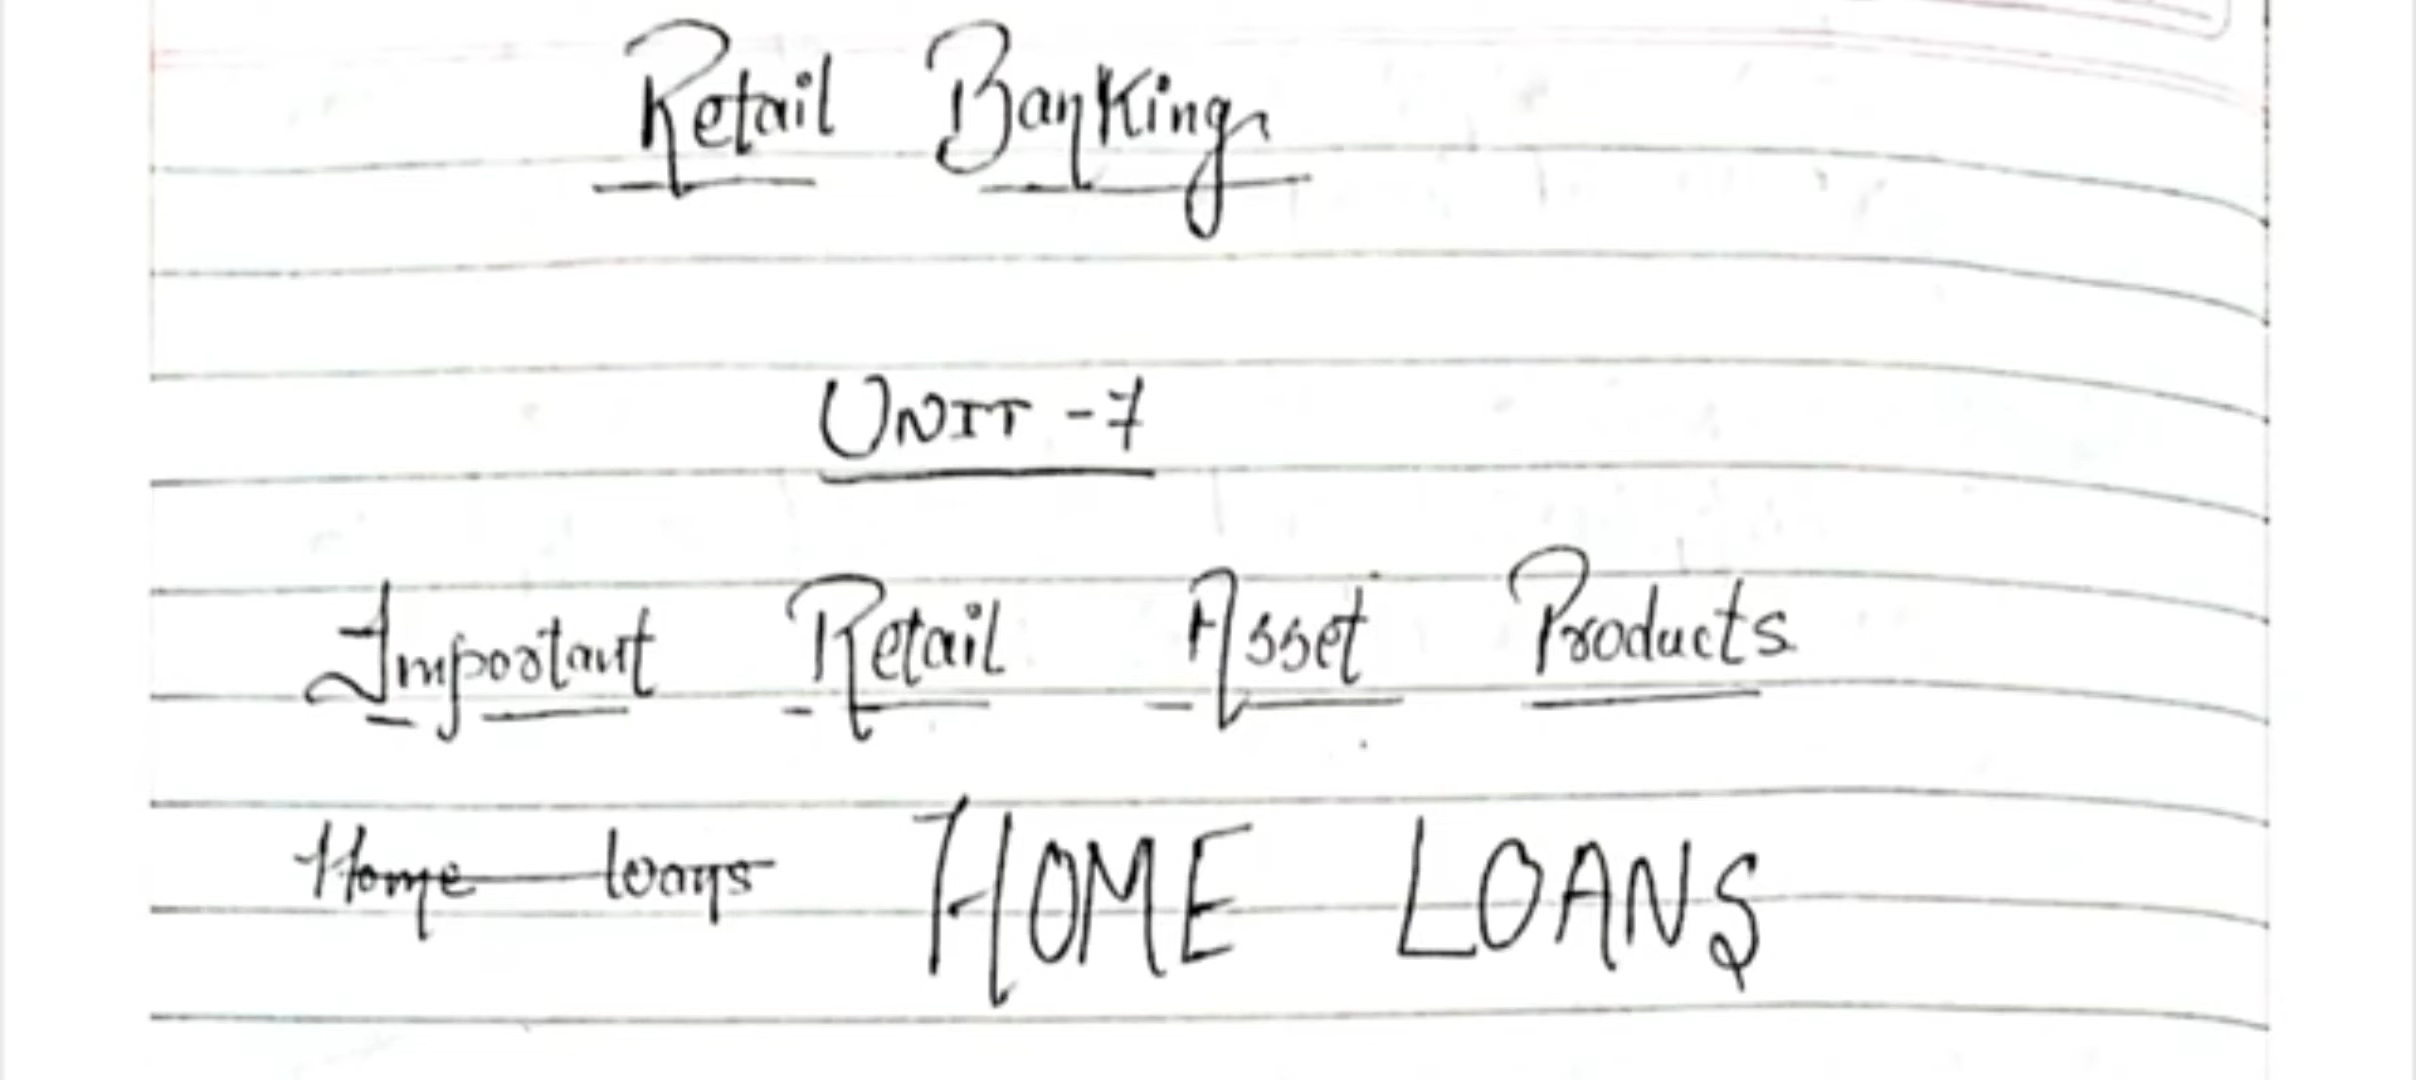 Retail Banking
UNIT -7
Important Retail Asset Products
~~Home loans~~ HOME LOANS